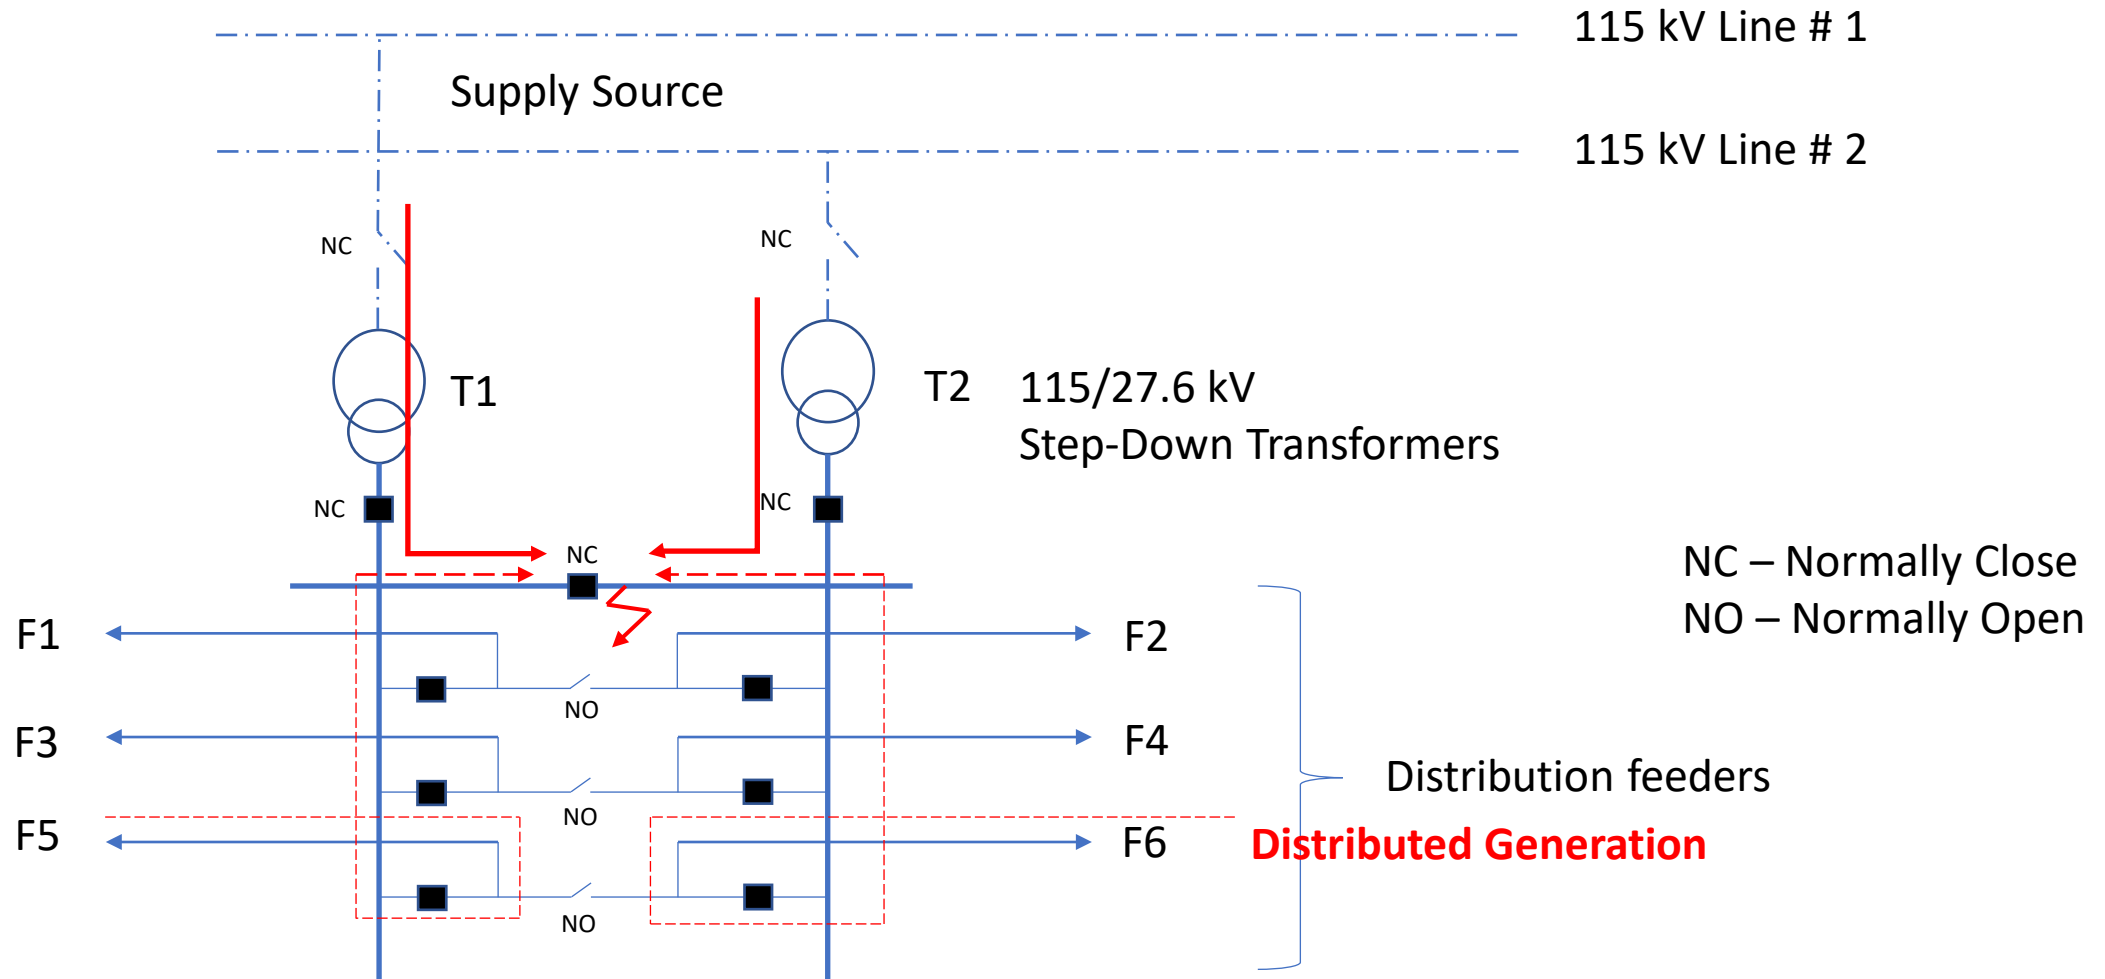 115 kV Line # 1
Supply Source
115 kV Line # 2
NC
NC
T1
T2
115/27.6 kV
Step-Down Transformers
NC
NC
NC
NC – Normally Close
NO – Normally Open
F1
F2
NO
F3
F4
Distribution feeders
NO
F5
F6
Distributed Generation
NO